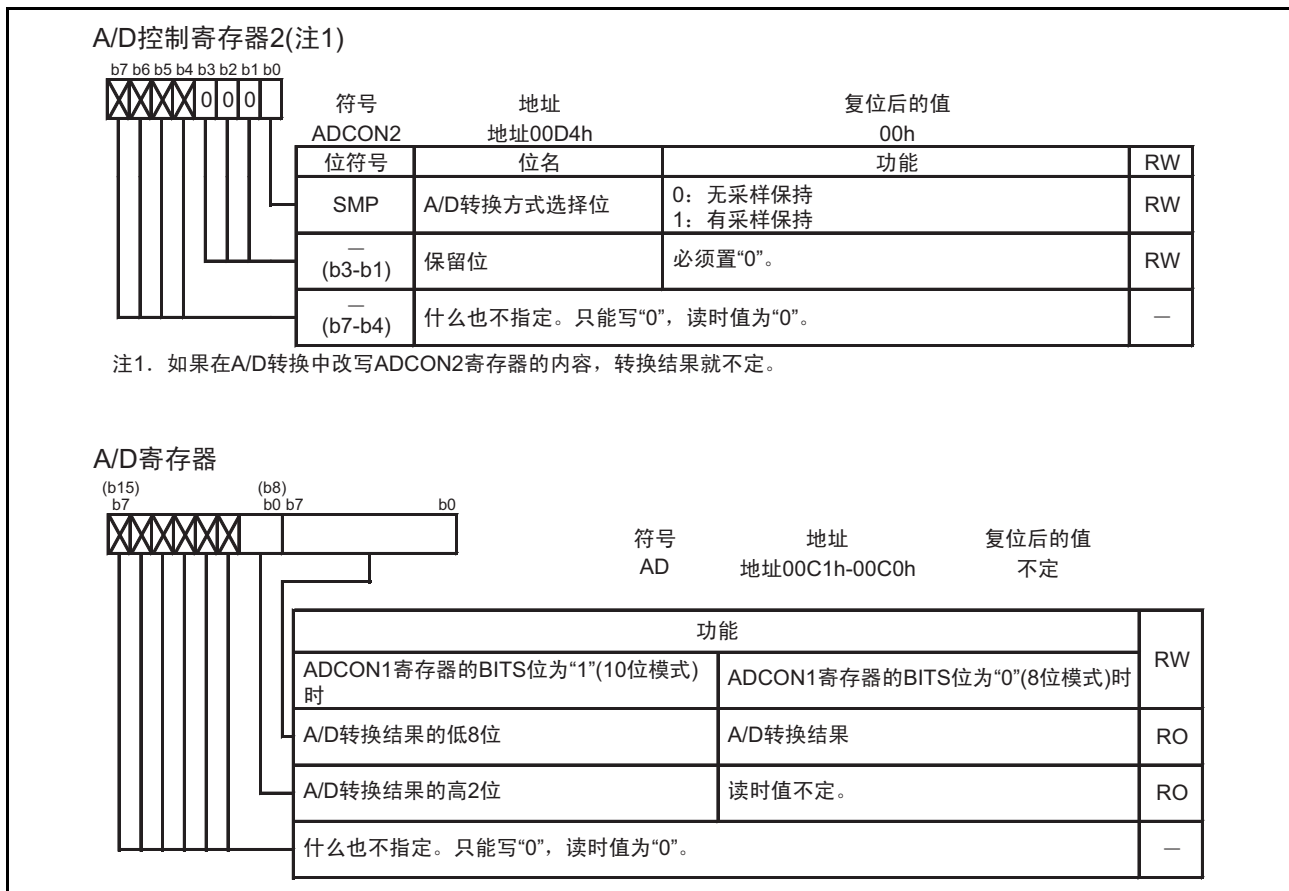 A/D控制寄存器2(注1)
b7 b6 b5 b4 b3 b2 b1 b0
0 0 0
符号 地址 复位后的值
ADCON2 地址00D4h 00h
位符号 位名 功能 RW
SMP A/D转换方式选择位 0：无采样保持 RW
1：有采样保持
— (b3-b1) 保留位 必须置“0”。 RW
— (b7-b4) 什么也不指定。只能写“0”，读时值为“0”。 —
注1. 如果在A/D转换中改写ADCON2寄存器的内容，转换结果就不定。
A/D寄存器
(b15) (b8)
b7 b0 b7 b0
符号 地址 复位后的值
AD 地址00C1h-00C0h 不定
功能 RW
ADCON1寄存器的BITS位为“1”(10位模式) ADCON1寄存器的BITS位为“0”(8位模式)时
时
A/D转换结果的低8位 A/D转换结果 RO
A/D转换结果的高2位 读时值不定。 RO
什么也不指定。只能写“0”，读时值为“0”。 —